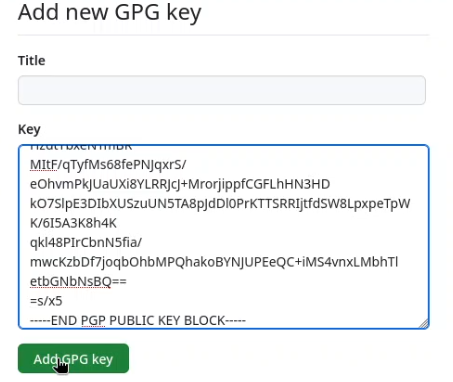 Add new GPG key
Title
Key
MItF/qTyfMs68fePNJqxrS/
eOhvmPkJUaUXi8YLRRJcJ+MrorjippfCGFLhHN3HD
kO7SlpE3DIbXUSzuUN5TA8pJdDl0PrKTTSRRIjtfdSW8LpxpeTpW
K/6I5A3K8h4K
qkl48PIrCbnN5fia/
mwcKzbDf7joqbOhbMPQhakoBYNJUPEeQC+iMS4vnxLMbhTl
etbGNbNsBQ==
=s/x5
-----END PGP PUBLIC KEY BLOCK-----
Add GPG key